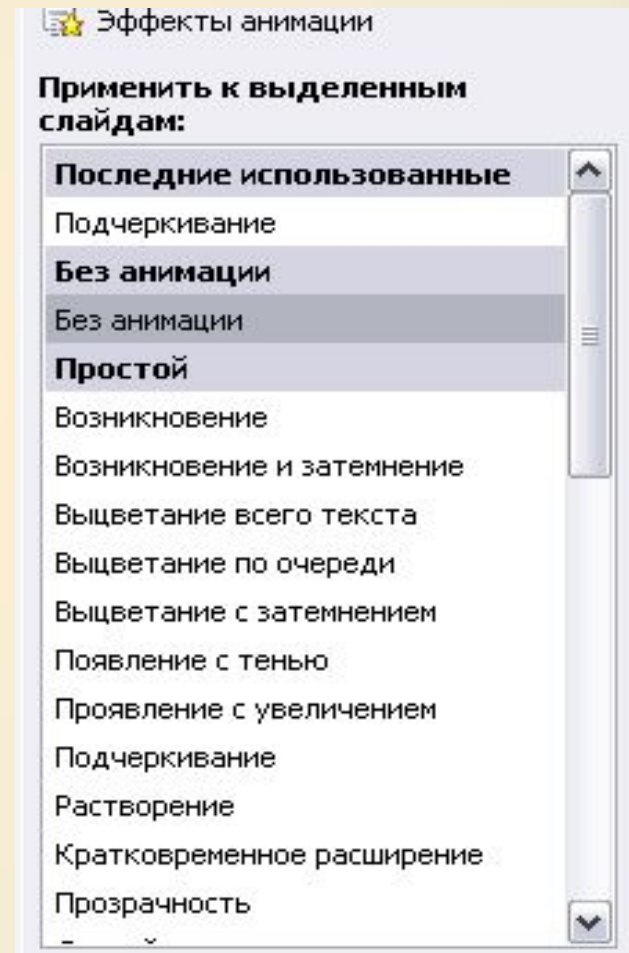 Эффекты анимации
Применить к выделенным
слайдам:
Последние использованные
Подчеркивание
Без анимации
Без анимации
Простой
Возникновение
Возникновение и затемнение
Выцветание всего текста
Выцветание по очереди
Выцветание с затемнением
Появление с тенью
Проявление с увеличением
Подчеркивание
Растворение
Кратковременное расширение
Прозрачность